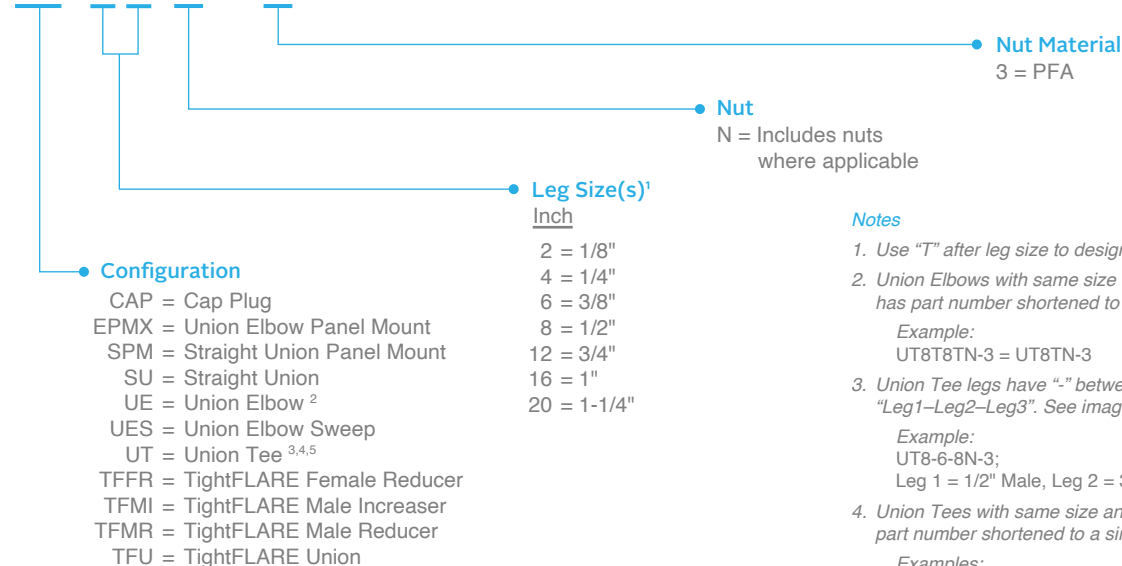 Nut Material
3 = PFA
Nut
N = Includes nuts
where applicable
Leg Size(s)¹
Inch
2 = 1/8"
4 = 1/4"
6 = 3/8"
8 = 1/2"
12 = 3/4"
16 = 1"
20 = 1-1/4"
Configuration
CAP = Cap Plug
EPMX = Union Elbow Panel Mount
SPM = Straight Union Panel Mount
SU = Straight Union
UE = Union Elbow ²
UES = Union Elbow Sweep
UT = Union Tee ³,⁴,⁵
TFFR = TightFLARE Female Reducer
TFMI = TightFLARE Male Increaser
TFMR = TightFLARE Male Reducer
TFU = TightFLARE Union
Notes
1. Use “T” after leg size to design
2. Union Elbows with same size
has part number shortened to
Example:
UT8T8TN-3 = UT8TN-3
3. Union Tee legs have “-” betwe
“Leg1–Leg2–Leg3”. See imag
Example:
UT8-6-8N-3;
Leg 1 = 1/2" Male, Leg 2 = 3
4. Union Tees with same size an
part number shortened to a sin
Examples: